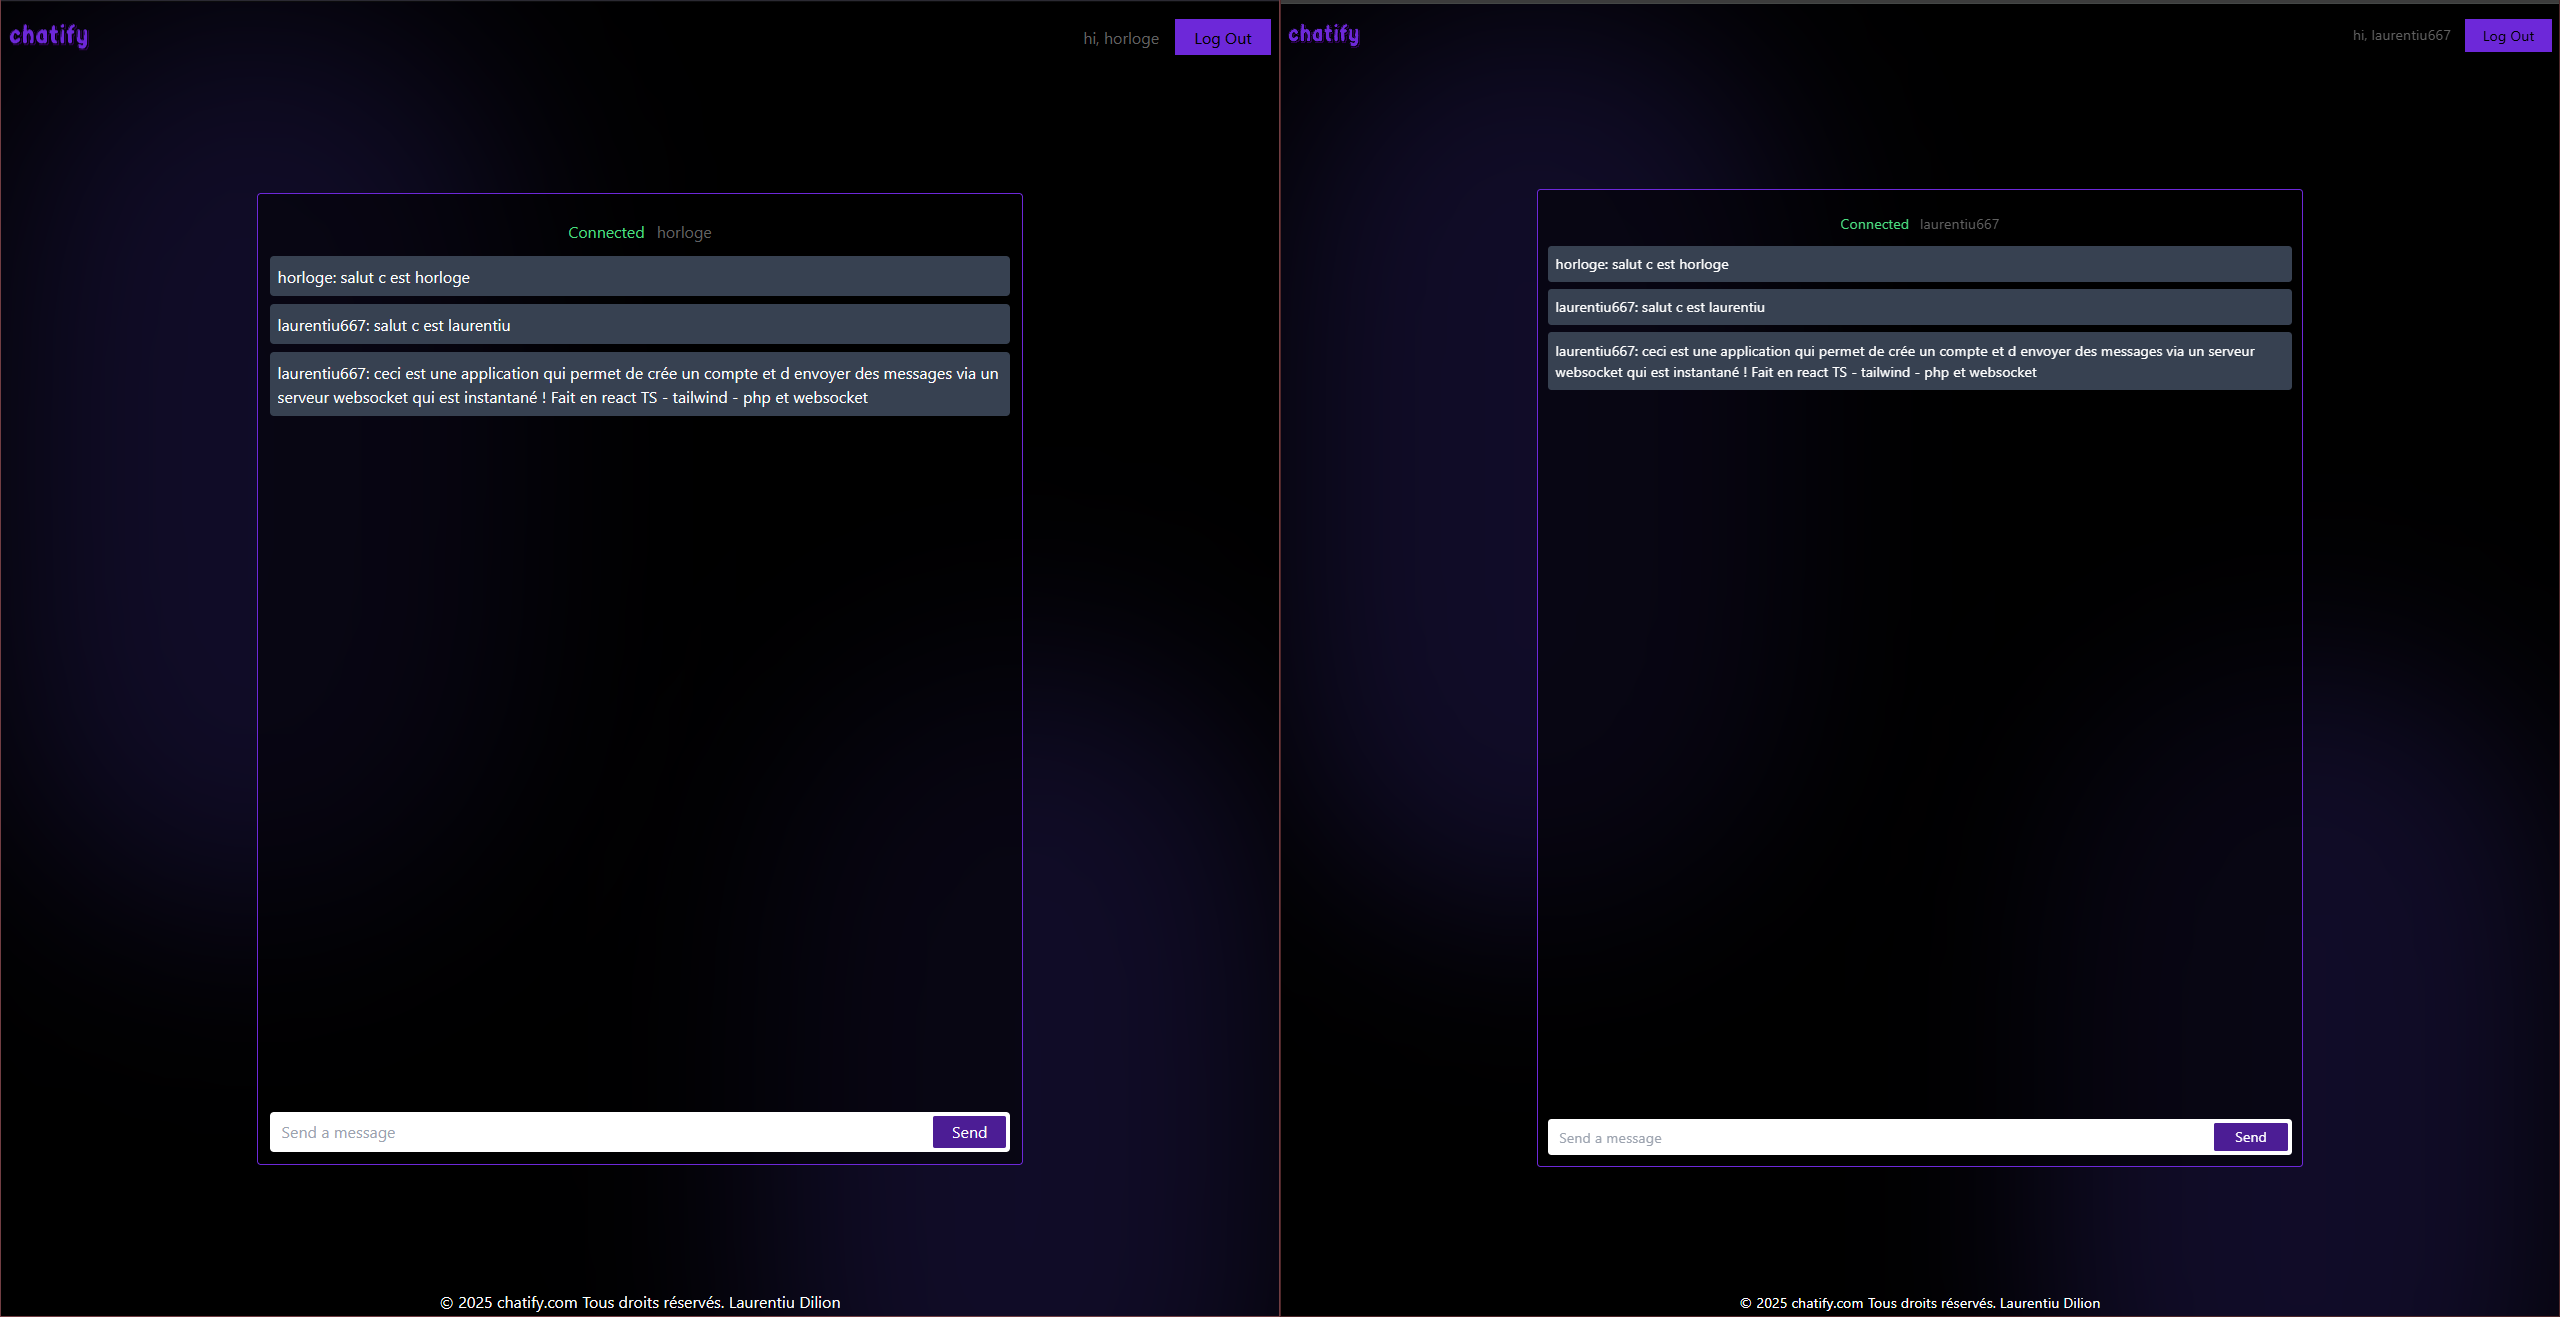 chatify
hi, horloge
Log Out
Connected horloge
horloge: salut c est horloge
laurentiu667: salut c est laurentiu
laurentiu667: ceci est une application qui permet de crée un compte et d envoyer des messages via un
serveur websocket qui est instantané ! Fait en react TS - tailwind - php et websocket
Send a message
Send
© 2025 chatify.com Tous droits réservés. Laurentiu Dilion
chatify
hi, laurentiu667
Log Out
Connected laurentiu667
horloge: salut c est horloge
laurentiu667: salut c est laurentiu
laurentiu667: ceci est une application qui permet de crée un compte et d envoyer des messages via un serveur
websocket qui est instantané ! Fait en react TS - tailwind - php et websocket
Send a message
Send
© 2025 chatify.com Tous droits réservés. Laurentiu Dilion